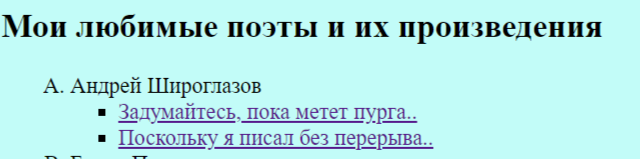 Мои любимые поэты и их произведения
A. Андрей Широглазов
Задумайтесь, пока метет пурга..
Поскольку я писал без перерыва..